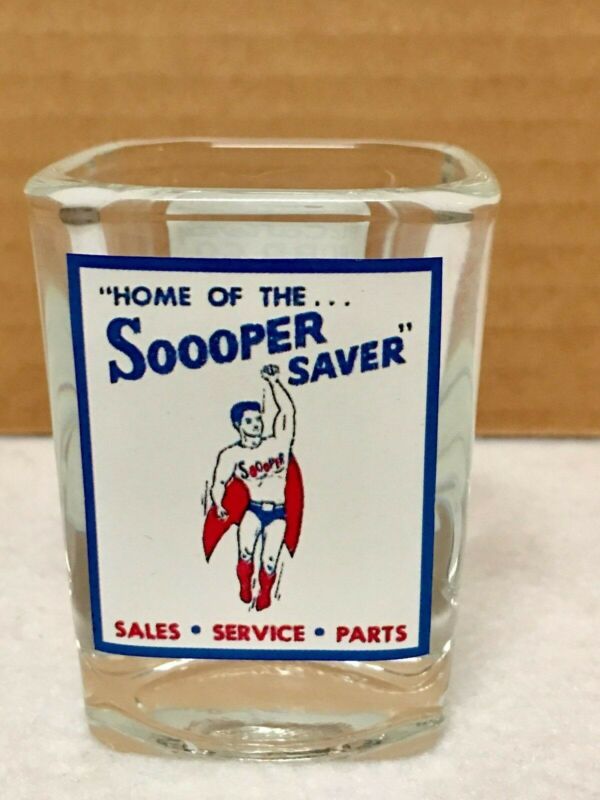 "HOME OF THE...
SOOOPER
SAVER"
SOOOPER
SALES • SERVICE • PARTS